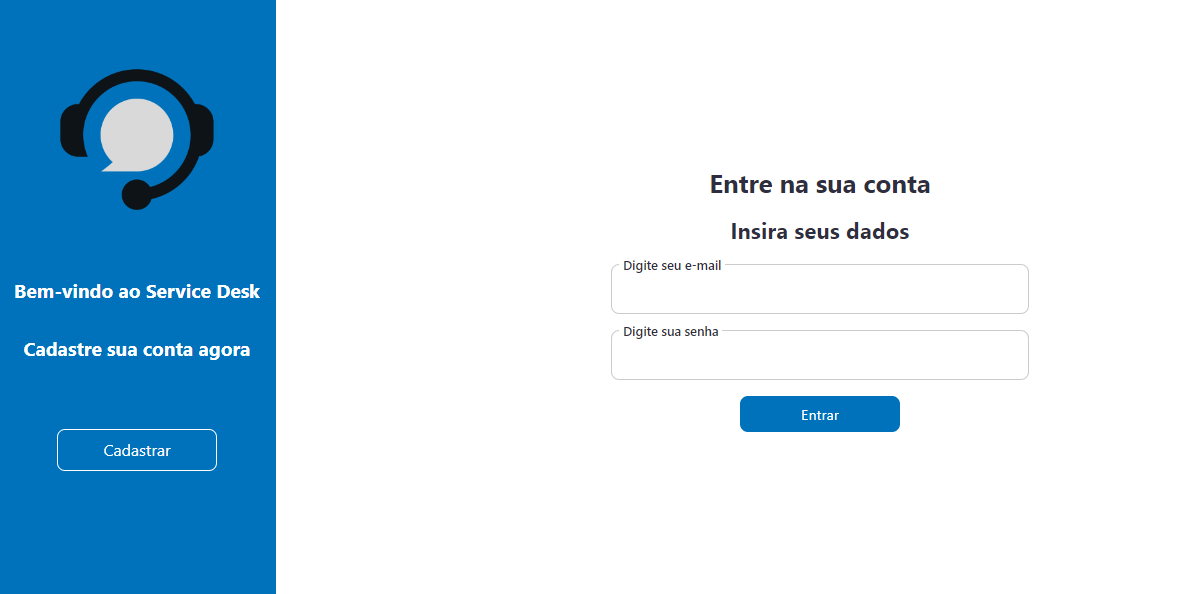 Bem-vindo ao Service Desk
Cadastre sua conta agora
Cadastrar
Entre na sua conta
Insira seus dados
Digite seu e-mail
Digite sua senha
Entrar